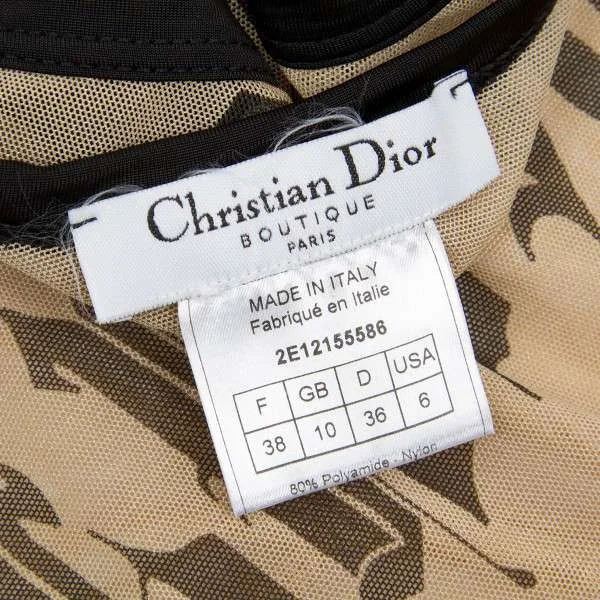 Christian Dior
BOUTIQUE
PARIS
MADE IN ITALY
Fabriqué en Italie
2E12155586
F GB D USA
38 10 36 6
80% Polyamide - Nylon